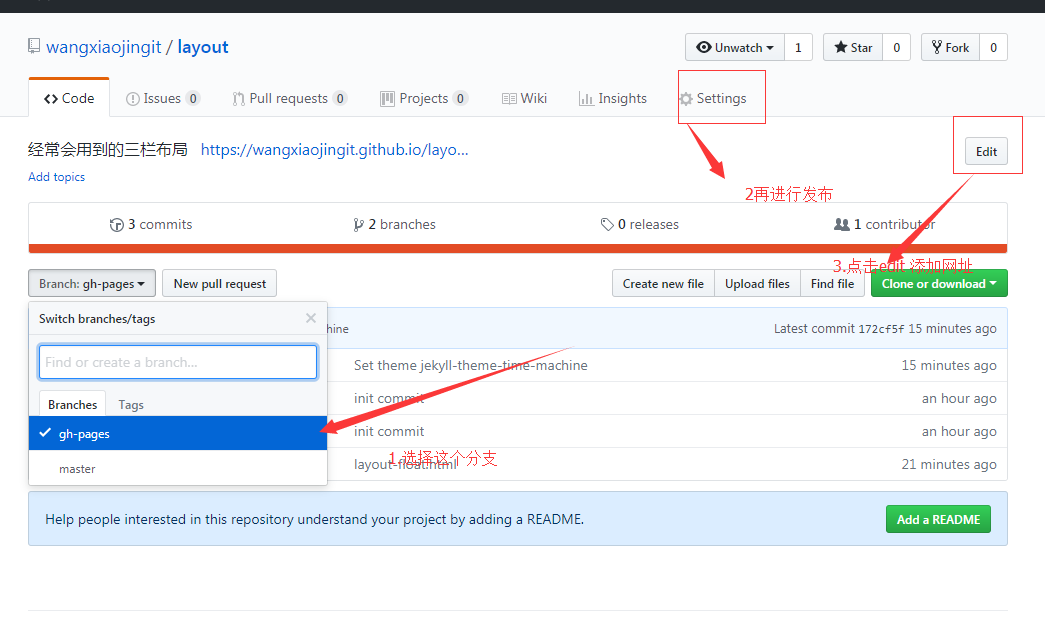 wangxiaojingit / layout
Unwatch 1 Star 0 Fork 0
Code Issues 0 Pull requests 0 Projects 0 Wiki Insights Settings
经常会用到的三栏布局 https://wangxiaojingit.github.io/layo...
Edit
Add topics
2再进行发布
3 commits 2 branches 0 releases 1 contributor
3.点击edit 添加网址
Branch: gh-pages New pull request Create new file Upload files Find file Clone or download
Switch branches/tags
hine Latest commit 172cf5f 15 minutes ago
Find or create a branch...
Set theme jekyll-theme-time-machine 15 minutes ago
Branches Tags
init commit an hour ago
gh-pages
init commit an hour ago
1.选择这个分支
master
layout-float.html 21 minutes ago
Help people interested in this repository understand your project by adding a README. Add a README